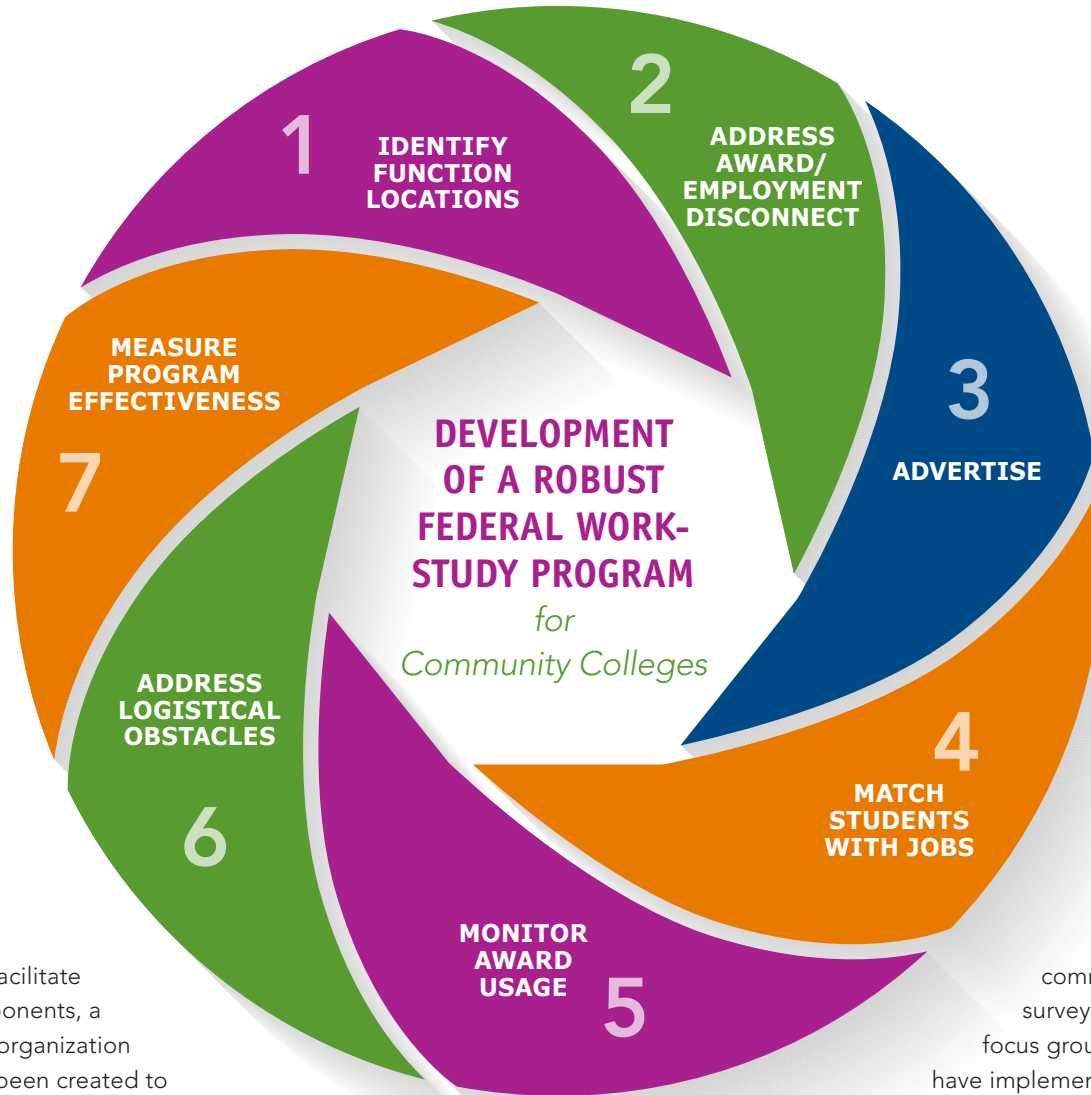 1
IDENTIFY
FUNCTION
LOCATIONS
2
ADDRESS
AWARD/
EMPLOYMENT
DISCONNECT
3
ADVERTISE
4
MATCH
STUDENTS
WITH JOBS
MONITOR
AWARD
USAGE
5
ADDRESS
LOGISTICAL
OBSTACLES
6
MEASURE
PROGRAM
EFFECTIVENESS
7
DEVELOPMENT
OF A ROBUST
FEDERAL WORK-
STUDY PROGRAM
for
Community Colleges
acilitate
onents, a
organization
been created to
comm
survey
focus grou
have implemen